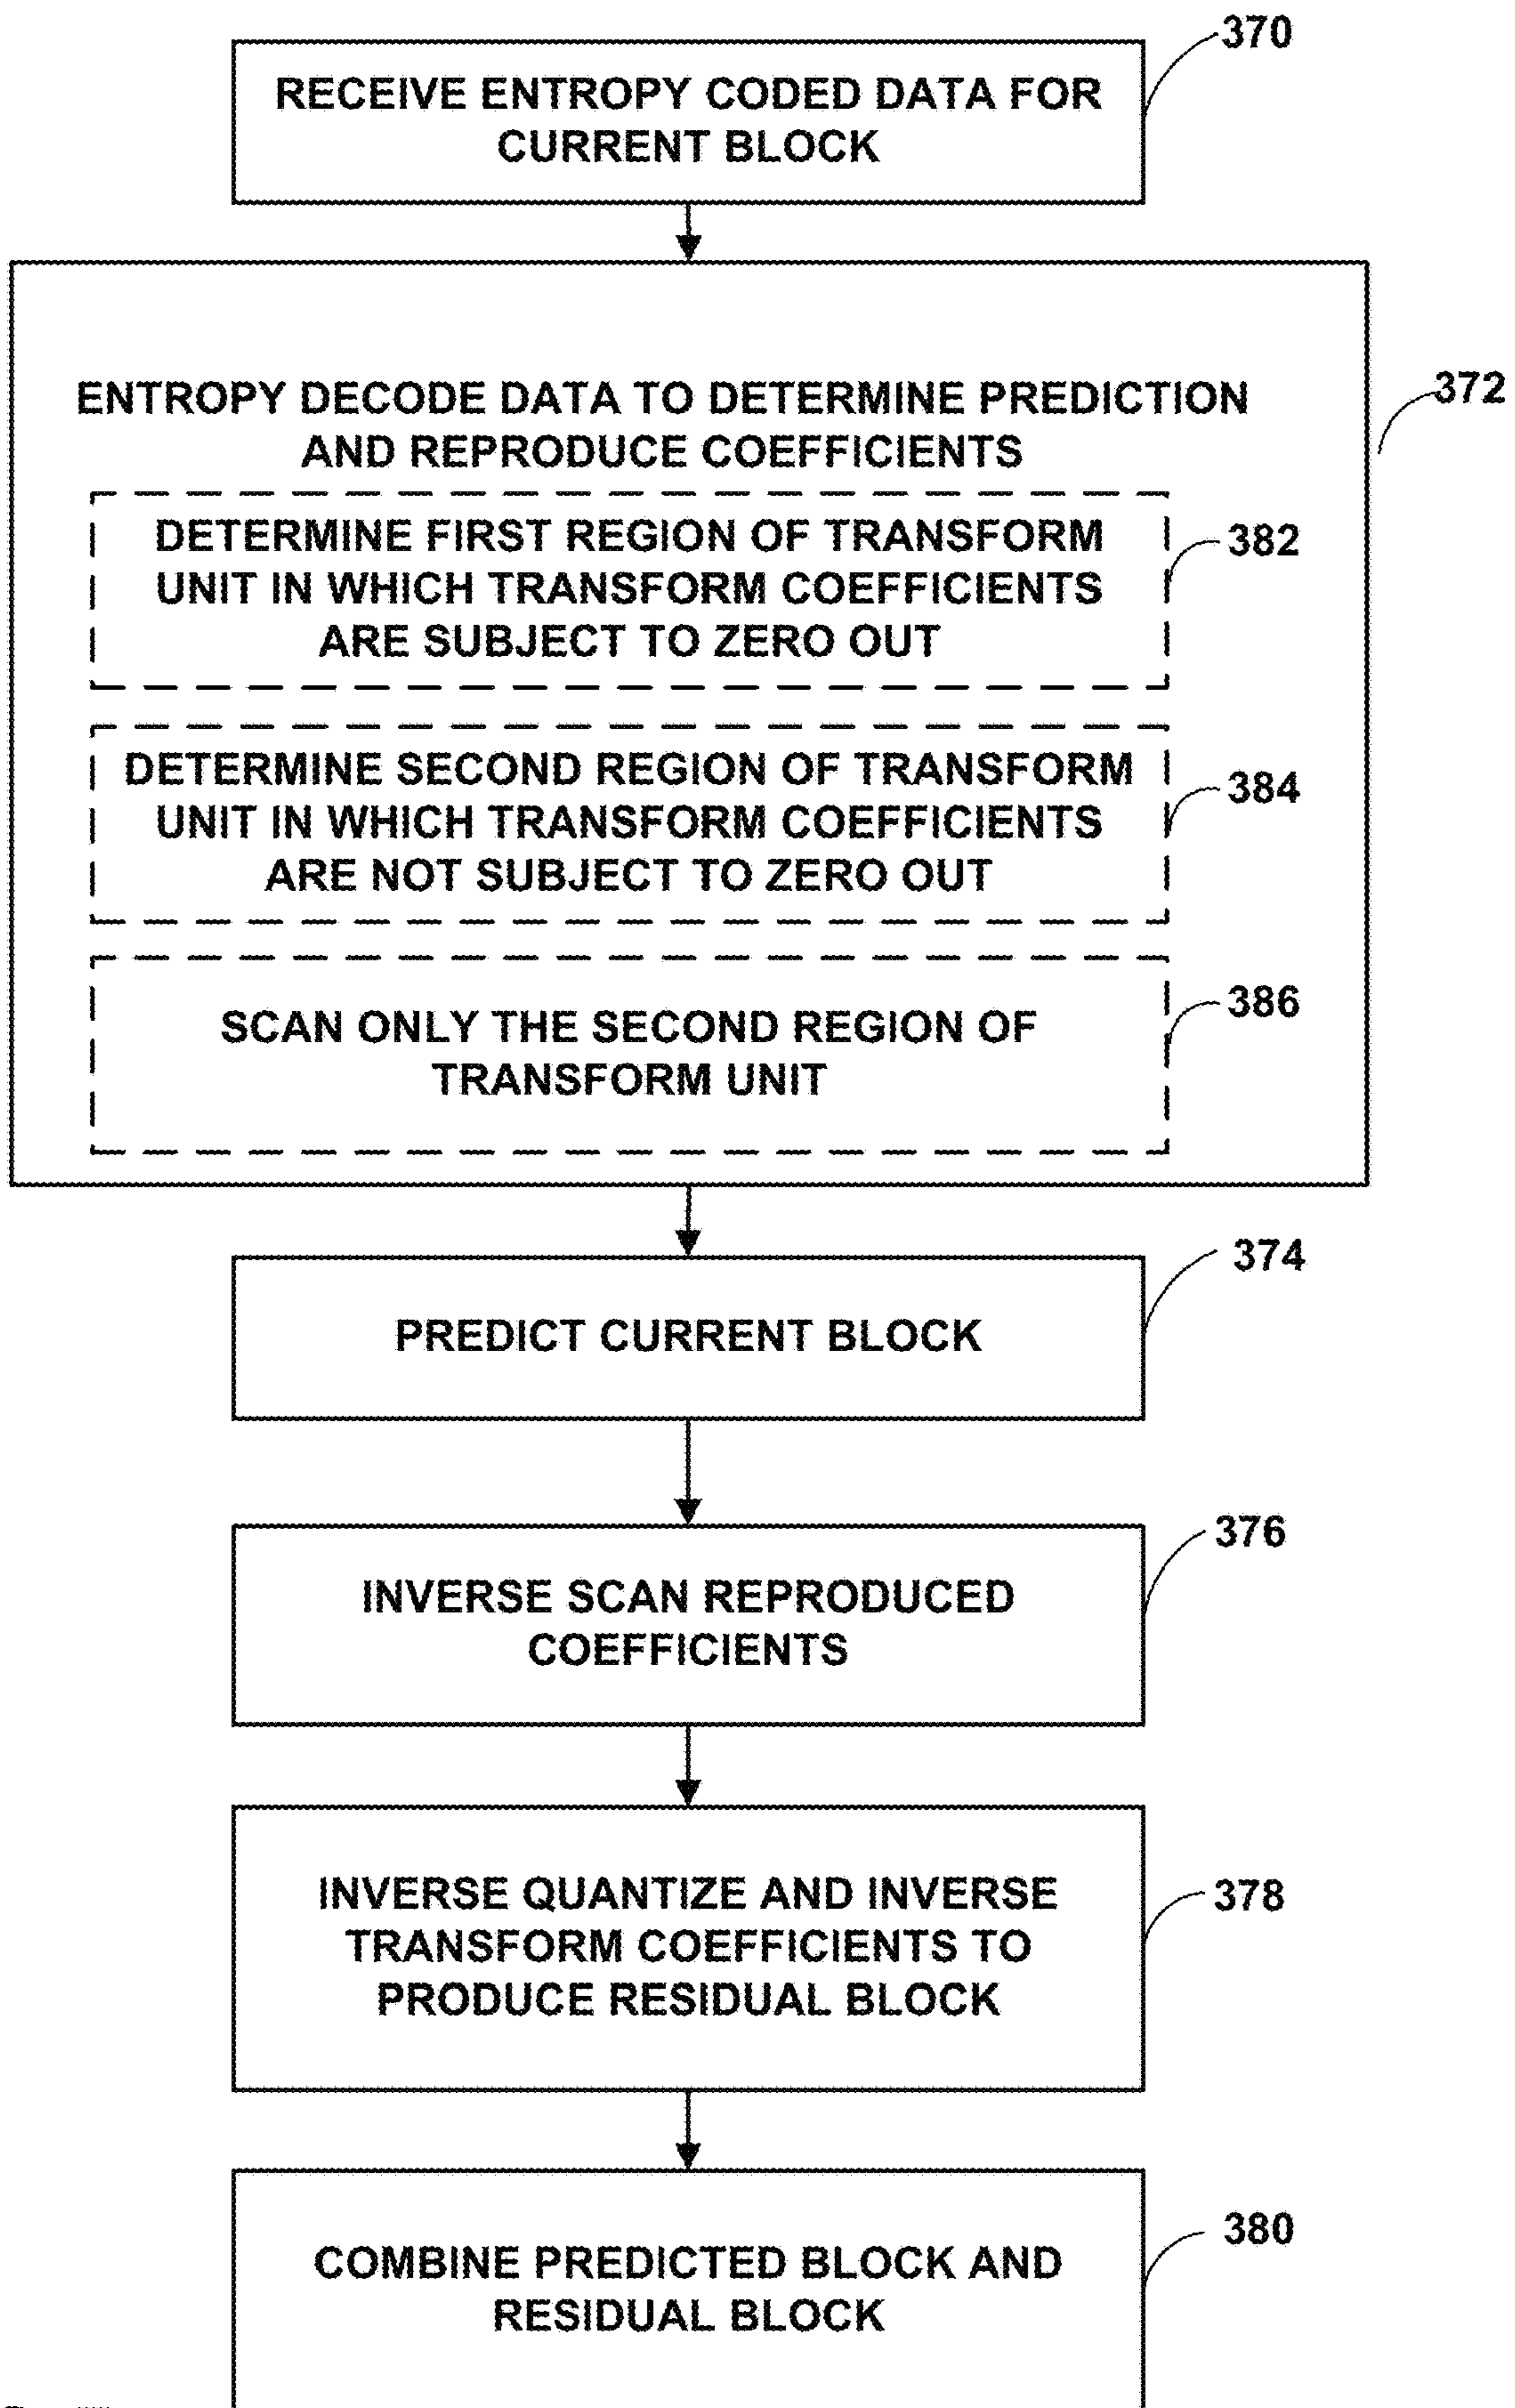 370
RECEIVE ENTROPY CODED DATA FOR
CURRENT BLOCK
372
ENTROPY DECODE DATA TO DETERMINE PREDICTION
AND REPRODUCE COEFFICIENTS
DETERMINE FIRST REGION OF TRANSFORM
UNIT IN WHICH TRANSFORM COEFFICIENTS
ARE SUBJECT TO ZERO OUT
382
DETERMINE SECOND REGION OF TRANSFORM
UNIT IN WHICH TRANSFORM COEFFICIENTS
ARE NOT SUBJECT TO ZERO OUT
384
SCAN ONLY THE SECOND REGION OF
TRANSFORM UNIT
386
374
PREDICT CURRENT BLOCK
376
INVERSE SCAN REPRODUCED
COEFFICIENTS
INVERSE QUANTIZE AND INVERSE
TRANSFORM COEFFICIENTS TO
PRODUCE RESIDUAL BLOCK
378
380
COMBINE PREDICTED BLOCK AND
RESIDUAL BLOCK